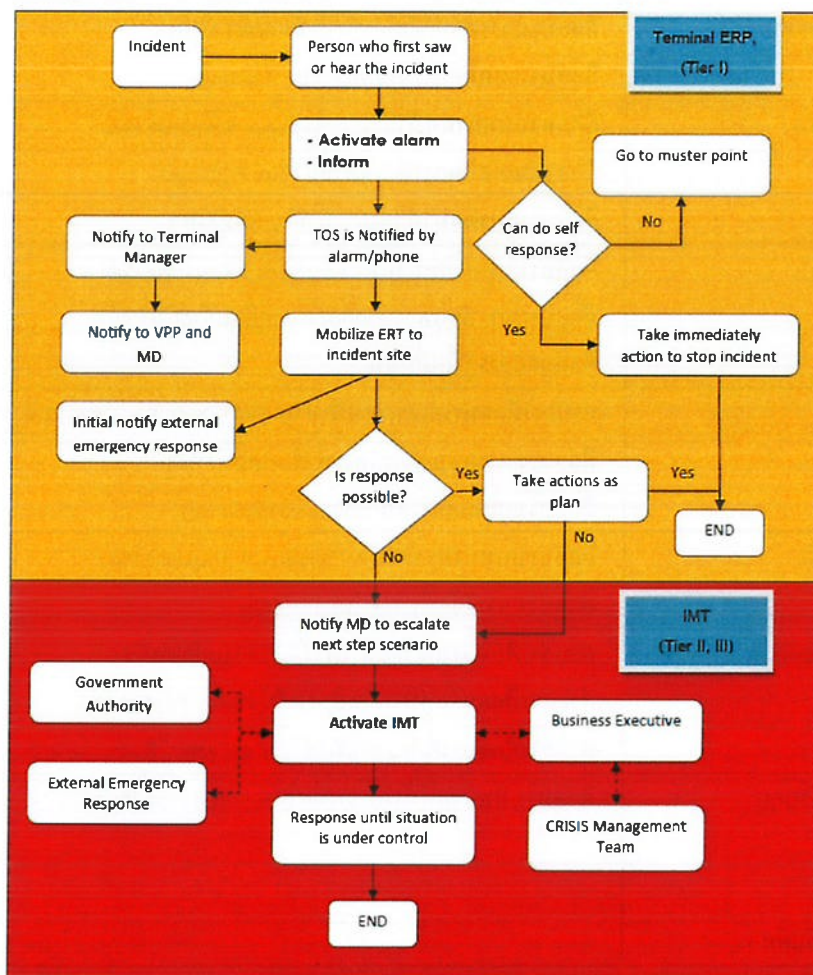 Incident
Person who first saw
or hear the incident
Terminal ERP,
(Tier I)
- Activate alarm
- Inform
Go to muster point
Can do self
response?
No
Yes
Notify to Terminal
Manager
TOS is Notified by
alarm/phone
Notify to VPP and
MD
Mobilize ERT to
incident site
Take immediately
action to stop incident
Initial notify external
emergency response
Is response
possible?
Yes
Take actions as
plan
Yes
END
No
No
IMT
(Tier II, III)
Notify MD to escalate
next step scenario
Government
Authority
Activate IMT
Business Executive
External Emergency
Response
Response until situation
is under control
CRISIS Management
Team
END